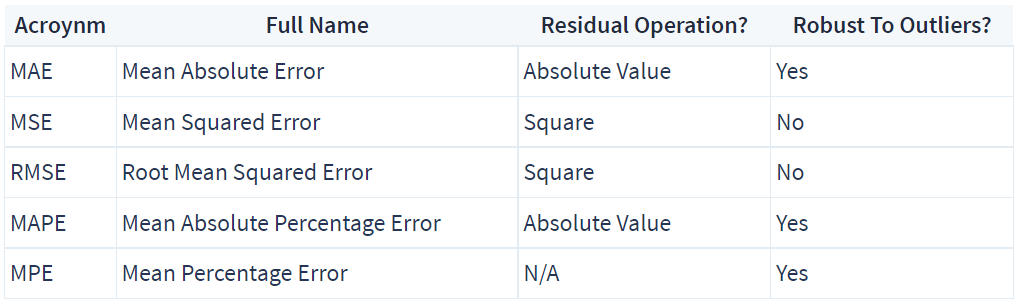 Acroynm Full Name Residual Operation? Robust To Outliers?
MAE Mean Absolute Error Absolute Value Yes
MSE Mean Squared Error Square No
RMSE Root Mean Squared Error Square No
MAPE Mean Absolute Percentage Error Absolute Value Yes
MPE Mean Percentage Error N/A Yes